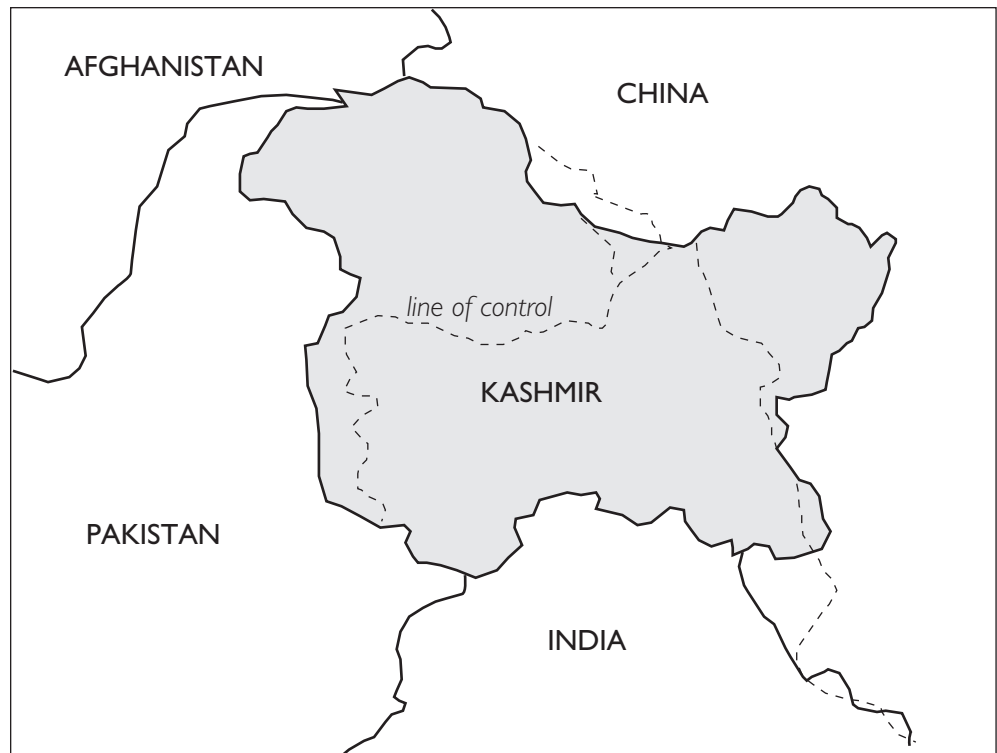 AFGHANISTAN
CHINA
line of control
KASHMIR
PAKISTAN
INDIA